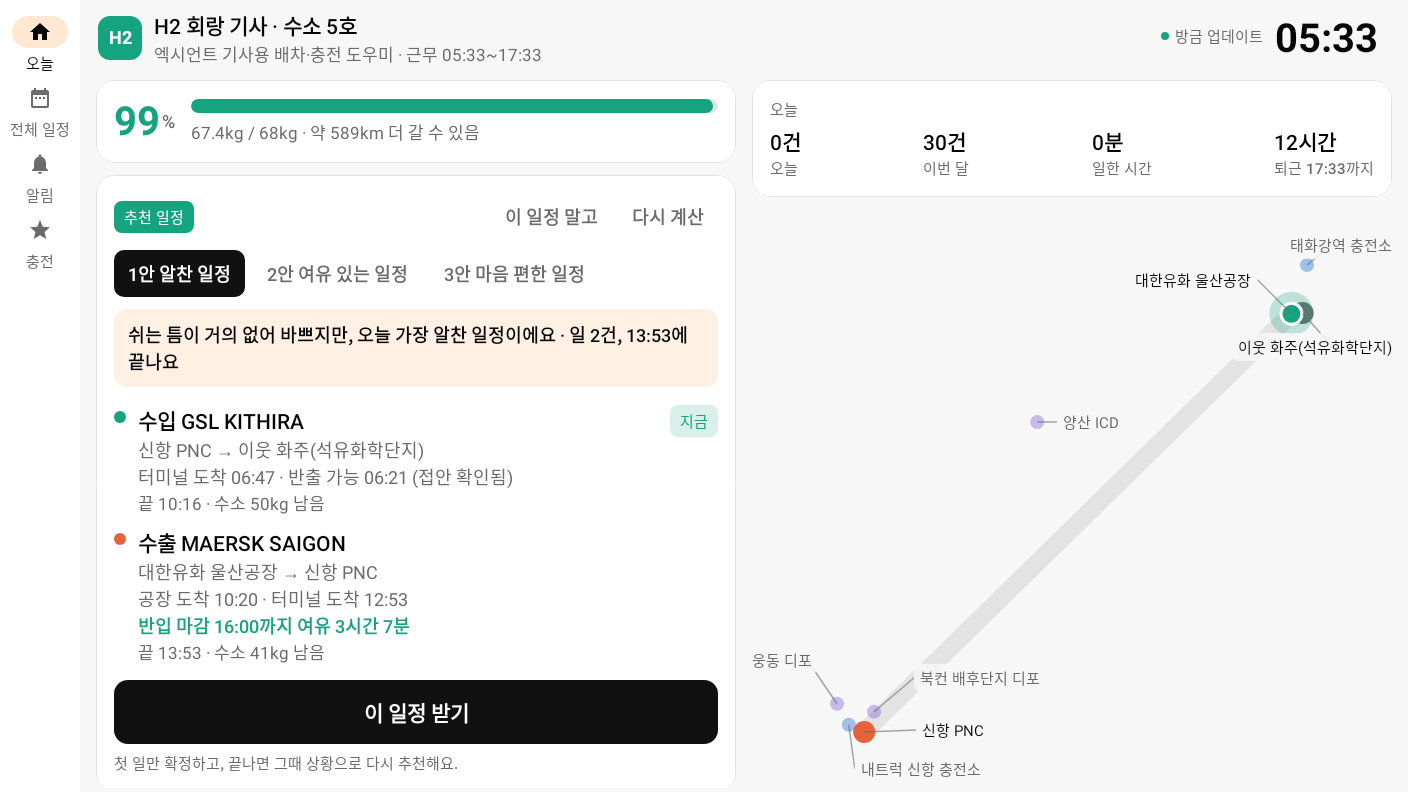 오늘
전체 일정
알림
충전
H2
H2 회랑 기사 · 수소 5호
엑시언트 기사용 배차·충전 도우미 · 근무 05:33~17:33
방금 업데이트
05:33
99%
67.4kg / 68kg · 약 589km 더 갈 수 있음
추천 일정
이 일정 말고
다시 계산
1안 알찬 일정
2안 여유 있는 일정
3안 마음 편한 일정
쉬는 틈이 거의 없어 바쁘지만, 오늘 가장 알찬 일정이에요 · 일 2건, 13:53에
끝나요
수입 GSL KITHIRA
지금
신항 PNC → 이웃 화주(석유화학단지)
터미널 도착 06:47 · 반출 가능 06:21 (접안 확인됨)
끝 10:16 · 수소 50kg 남음
수출 MAERSK SAIGON
대한유화 울산공장 → 신항 PNC
공장 도착 10:20 · 터미널 도착 12:53
반입 마감 16:00까지 여유 3시간 7분
끝 13:53 · 수소 41kg 남음
이 일정 받기
첫 일만 확정하고, 끝나면 그때 상황으로 다시 추천해요.
오늘
0건
오늘
30건
이번 달
0분
일한 시간
12시간
퇴근 17:33까지
태화강역 충전소
대한유화 울산공장
이웃 화주(석유화학단지)
양산 ICD
웅동 디포
북컨 배후단지 디포
신항 PNC
내트럭 신항 충전소